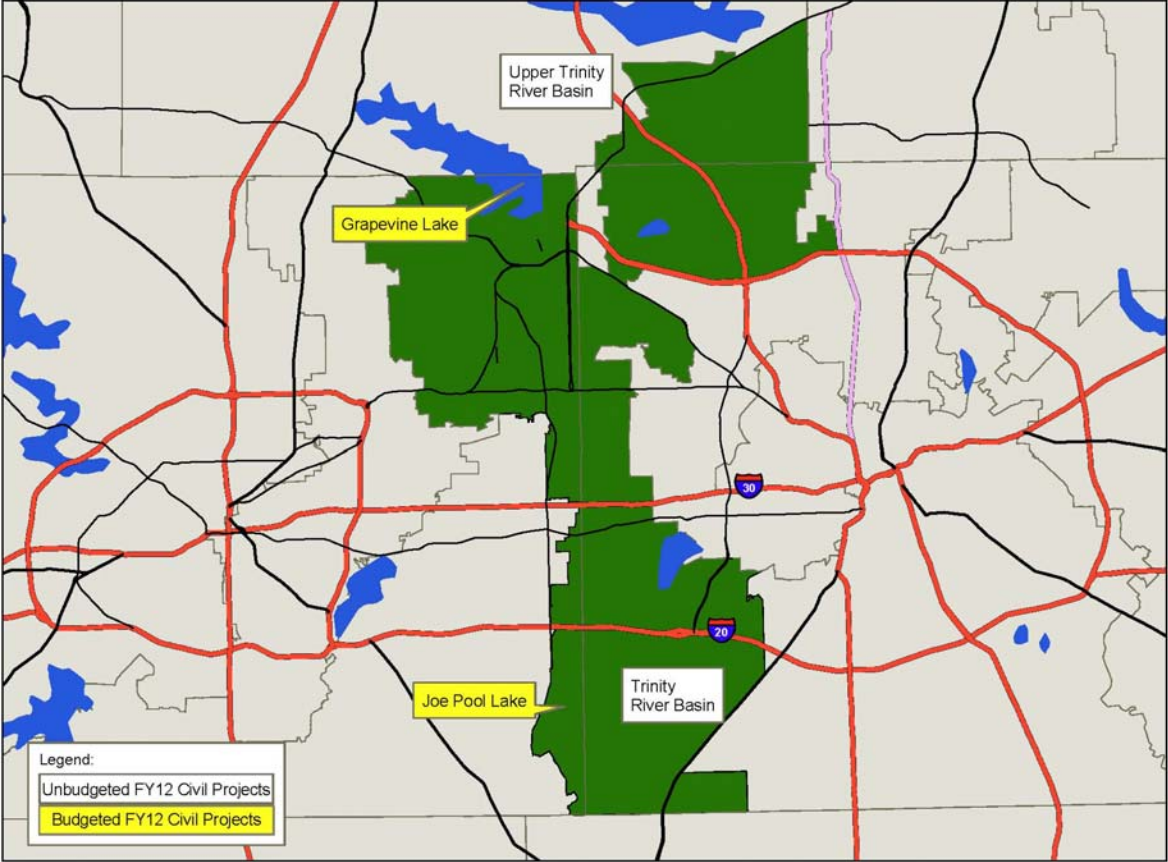 Upper Trinity
River Basin
Grapevine Lake
30
20
Trinity
River Basin
Joe Pool Lake
Legend:
Unbudgeted FY12 Civil Projects
Budgeted FY12 Civil Projects